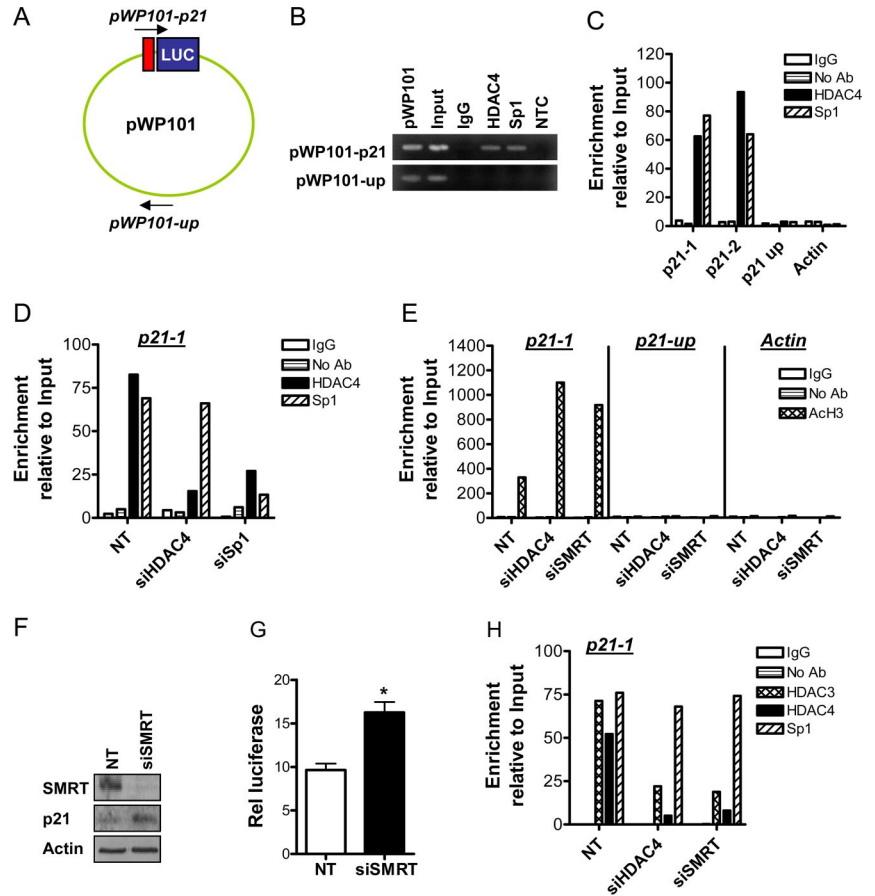 A
pWP101-p21
LUC
pWP101
pWP101-up
B
pWP101
Input
IgG
HDAC4
Sp1
NTC
pWP101-p21
pWP101-up
C
Enrichment
relative to Input
120
100
80
60
40
20
0
p21-1
p21-2
p21 up
Actin
IgG
No Ab
HDAC4
Sp1
D
p21-1
Enrichment
relative to Input
100
75
50
25
0
NT
siHDAC4
siSp1
IgG
No Ab
HDAC4
Sp1
E
p21-1
p21-up
Actin
Enrichment
relative to Input
1400
1200
1000
800
600
400
200
0
NT
siHDAC4
siSMRT
NT
siHDAC4
siSMRT
NT
siHDAC4
siSMRT
IgG
No Ab
AcH3
F
NT
siSMRT
SMRT
p21
Actin
G
Rel luciferase
20
15
10
5
0
*
NT
siSMRT
H
p21-1
Enrichment
relative to Input
100
75
50
25
0
NT
siHDAC4
siSMRT
IgG
No Ab
HDAC3
HDAC4
Sp1